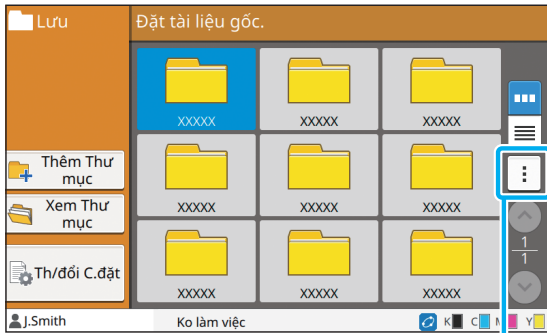 Lưu
Đặt tài liệu gốc.
XXXXX XXXXX XXXXX
Thêm Thư
mục
XXXXX XXXXX XXXXX
Xem Thư
mục
1
1
Th/đổi C.đặt
XXXXX XXXXX XXXXX
J.Smith Ko làm việc K C M Y